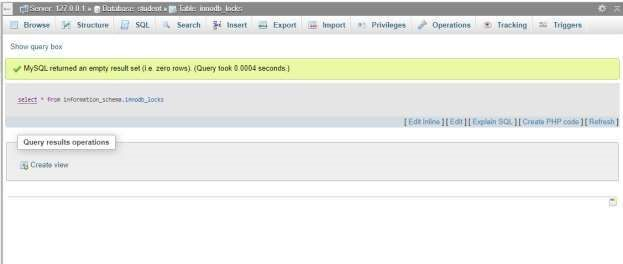 Server: 127.0.0.1 » Database: student » Table: innodb_locks
Browse Structure SQL Search Insert Export Import Privileges Operations Tracking Triggers
Show query box
MySQL returned an empty result set (i.e. zero rows). (Query took 0.0004 seconds.)
select * from information_schema.innodb_locks
[ Edit inline ] [ Edit ] [ Explain SQL ] [ Create PHP code ] [ Refresh ]
Query results operations
Create view